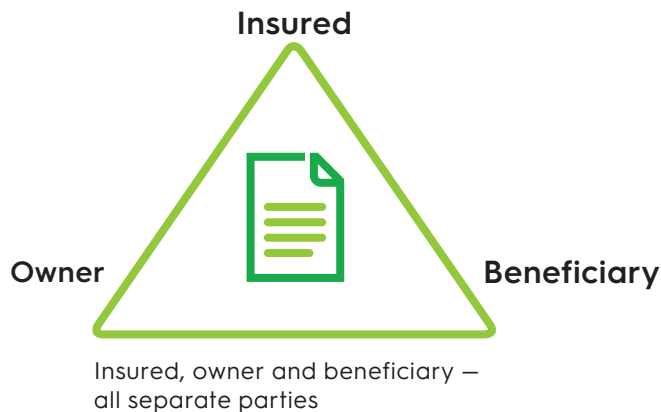 Insured
Owner
Beneficiary
Insured, owner and beneficiary —
all separate parties